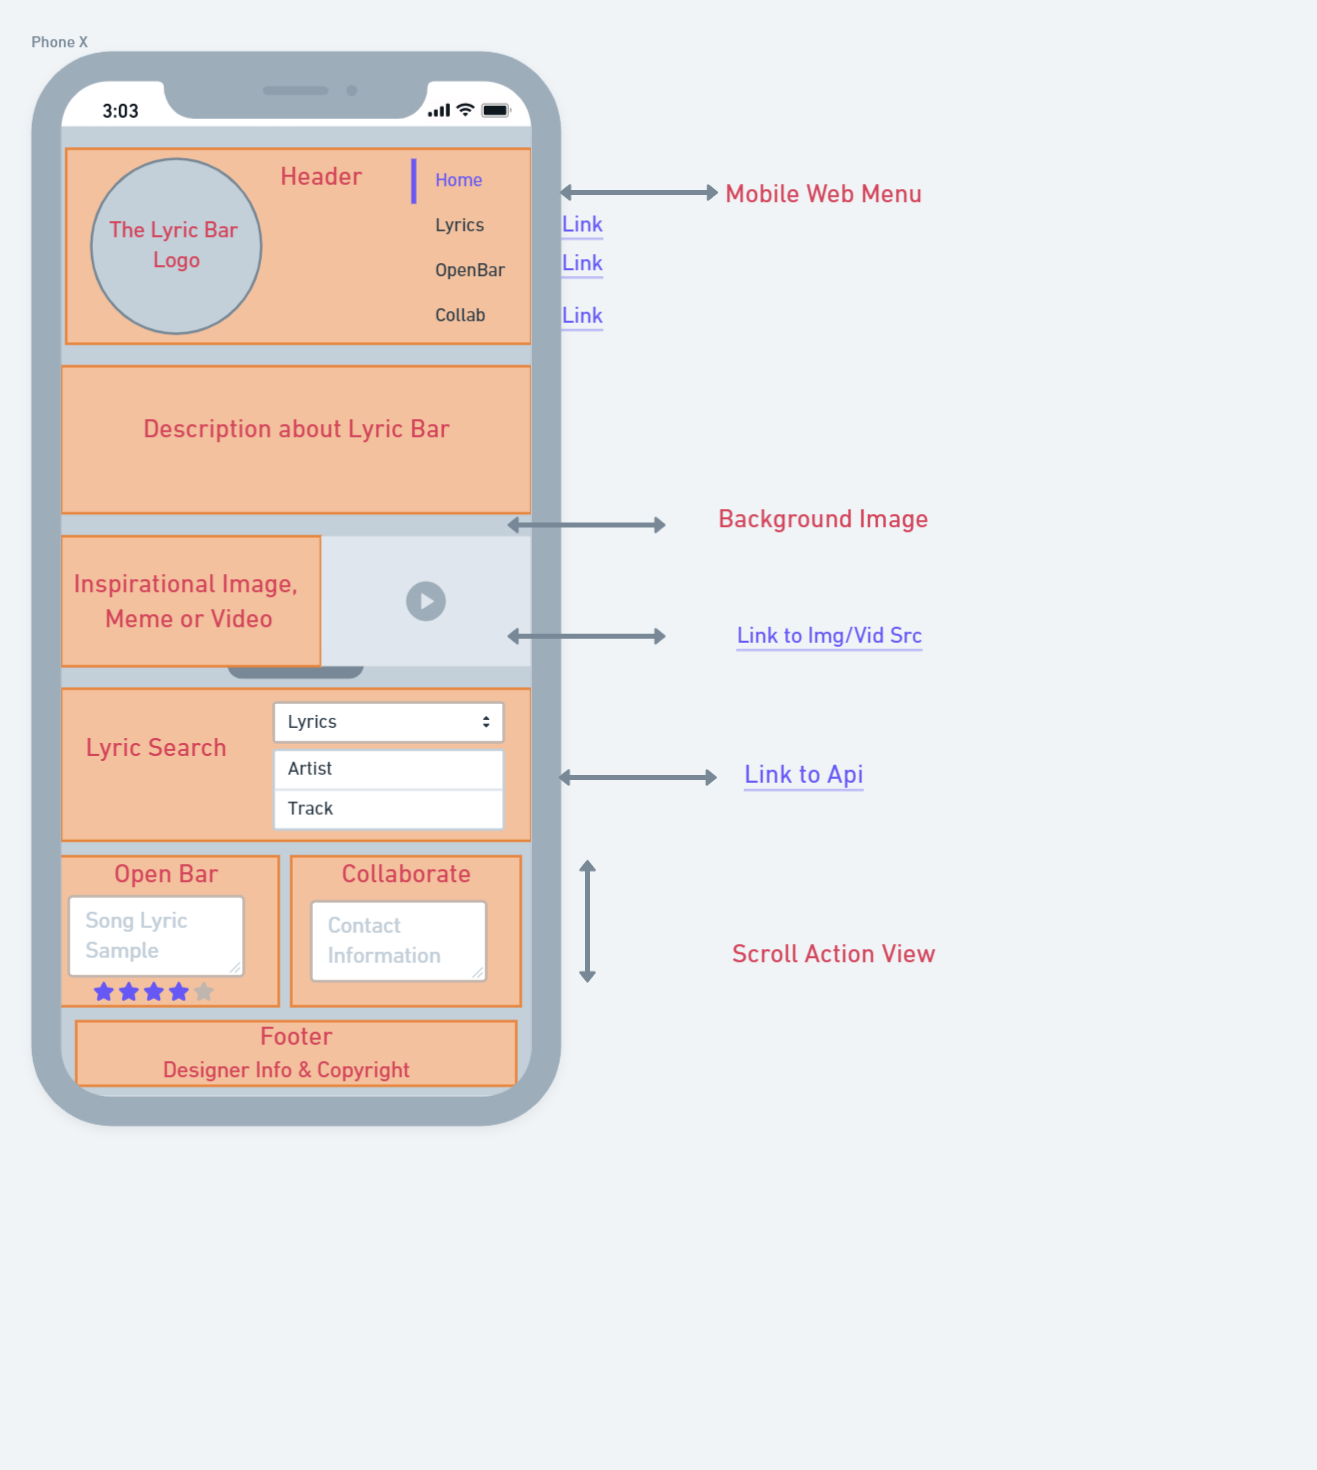 Phone X
3:03
Header
The Lyric Bar
Logo
Home
Lyrics
OpenBar
Collab
Mobile Web Menu
Link
Link
Link
Description about Lyric Bar
Background Image
Inspirational Image,
Meme or Video
Link to Img/Vid Src
Lyric Search
Lyrics
Artist
Track
Link to Api
Open Bar
Song Lyric
Sample
Collaborate
Contact
Information
Scroll Action View
Footer
Designer Info & Copyright